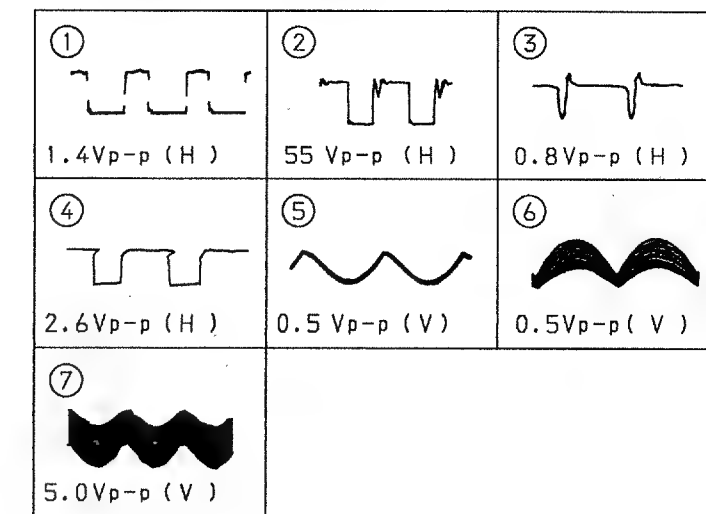 ①
1.4Vp-p (H)
②
55 Vp-p (H)
③
0.8Vp-p (H)
④
2.6Vp-p (H)
⑤
0.5 Vp-p (V)
⑥
0.5Vp-p (V)
⑦
5.0Vp-p (V)